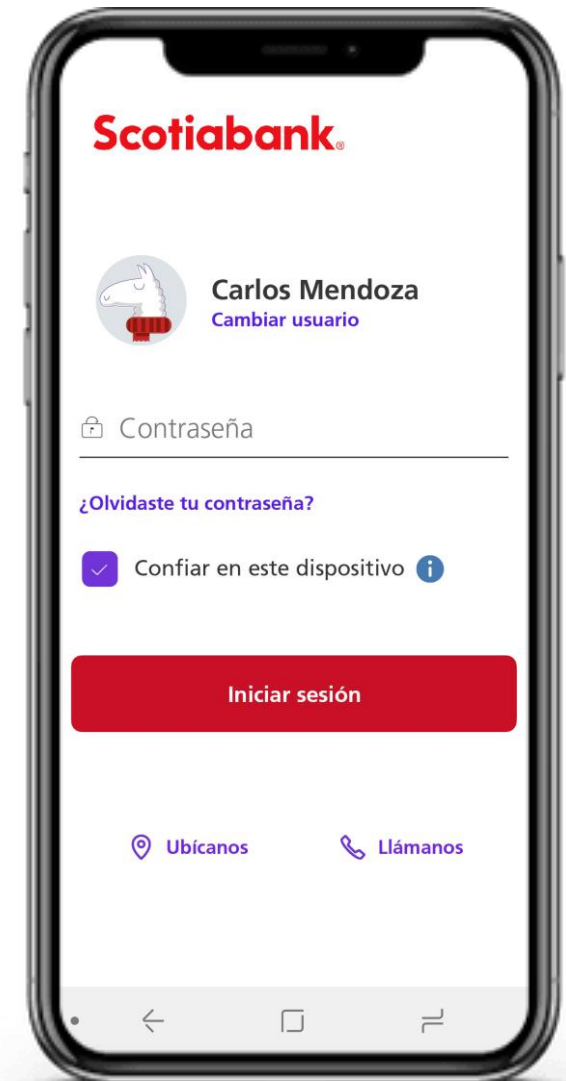 Scotiabank®
Carlos Mendoza
Cambiar usuario
Contraseña
¿Olvidaste tu contraseña?
Confiar en este dispositivo
Iniciar sesión
Ubícanos
Llámanos